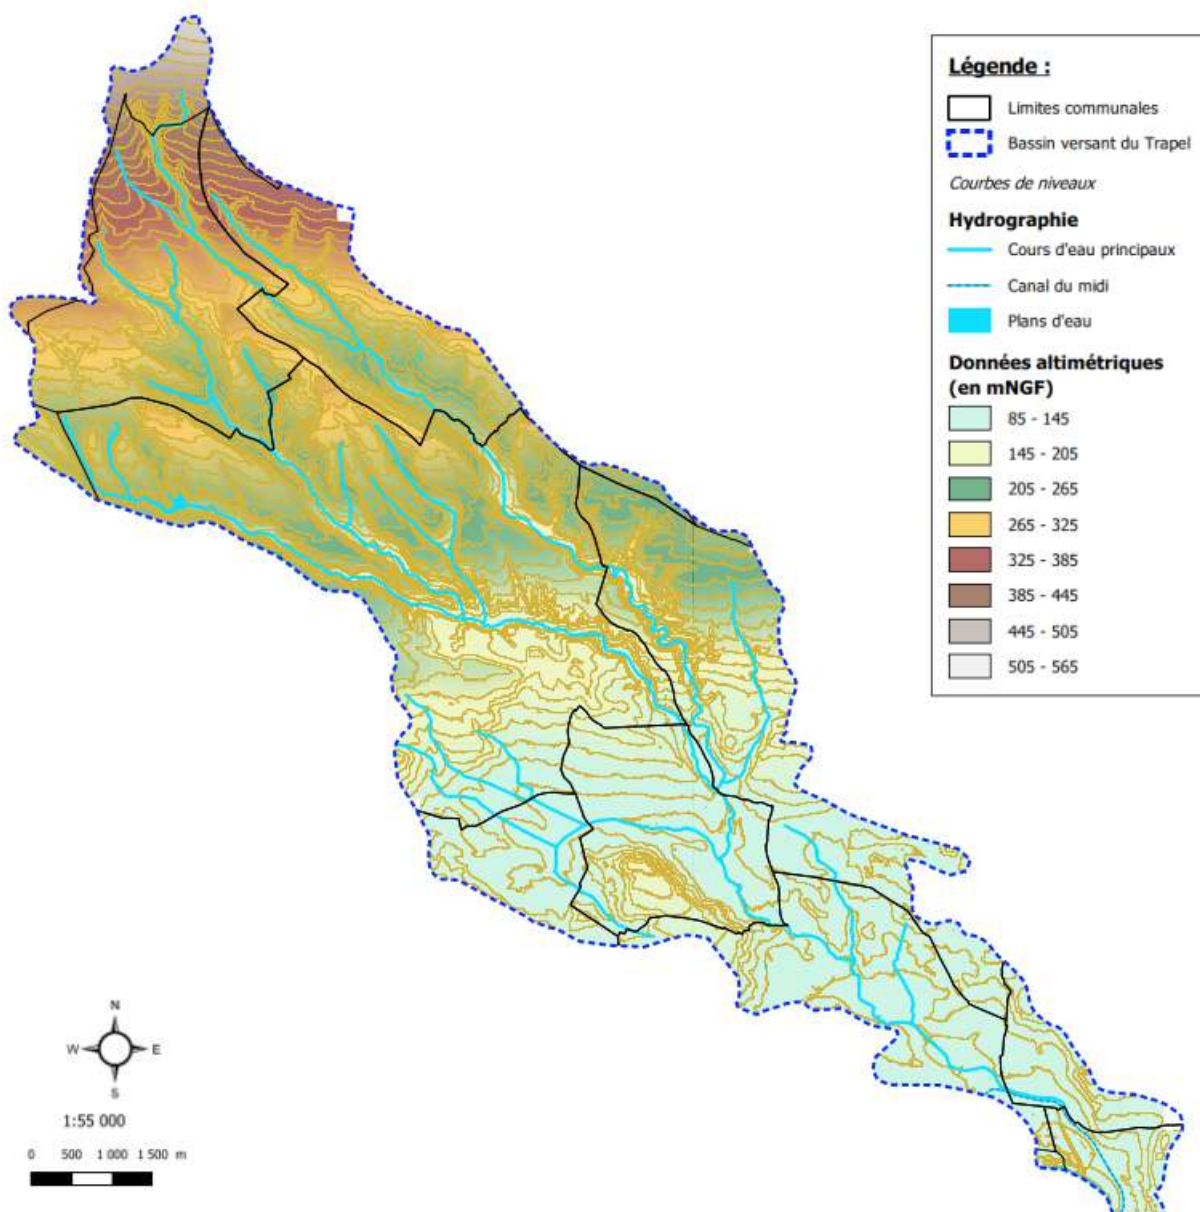 Légende :
Limites communales
Bassin versant du Trapel
Courbes de niveaux
Hydrographie
Cours d'eau principaux
Canal du midi
Plans d'eau
Données altimétriques
(en mNGF)
85 - 145
145 - 205
205 - 265
265 - 325
325 - 385
385 - 445
445 - 505
505 - 565
N
W E
S
1:55 000
0 500 1 000 1 500 m